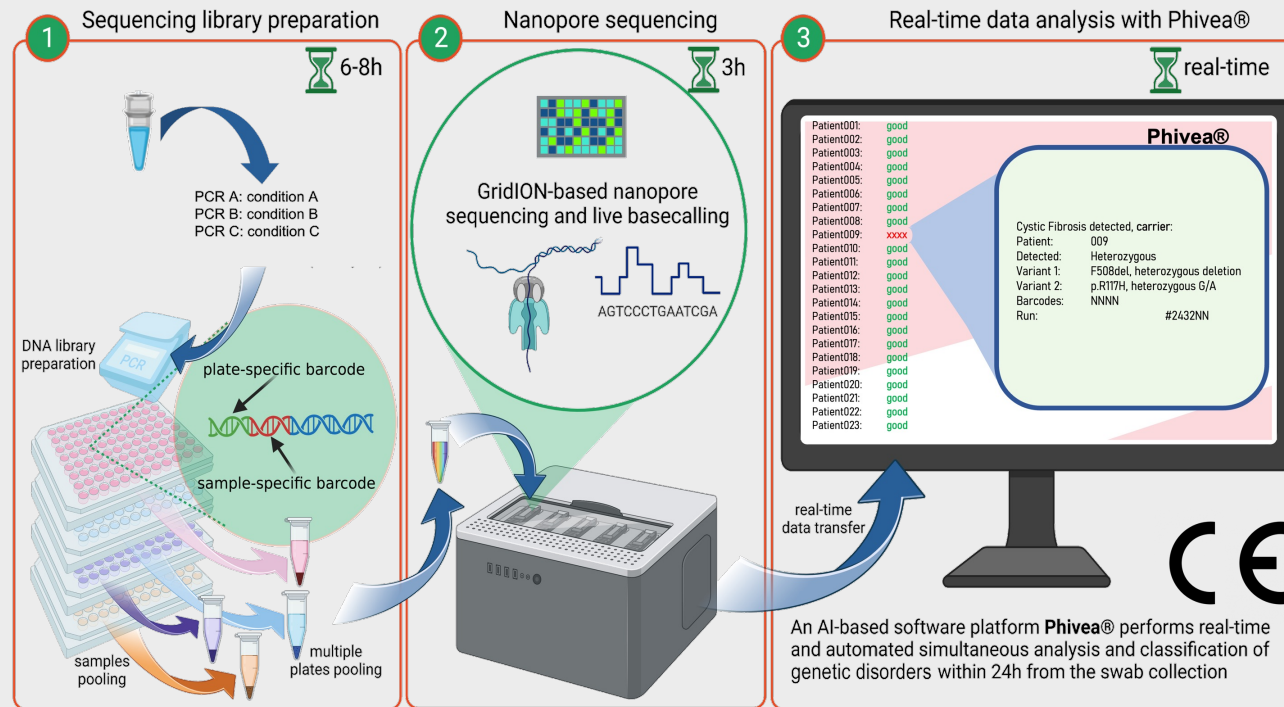 Sequencing library preparation
1
6-8h
PCR A: condition A
PCR B: condition B
PCR C: condition C
DNA library
preparation
PCR
plate-specific barcode
sample-specific barcode
samples
pooling
multiple
plates pooling
Nanopore sequencing
2
3h
GridION-based nanopore
sequencing and live basecalling
AGTCCCTGAATCGA
Real-time data analysis with Phivea®
3
real-time
Patient001: good
Patient002: good
Patient003: good
Patient004: good
Patient005: good
Patient006: good
Patient007: good
Patient008: good
Patient009: xxxx
Patient010: good
Patient011: good
Patient012: good
Patient013: good
Patient014: good
Patient015: good
Patient016: good
Patient017: good
Patient018: good
Patient019: good
Patient020: good
Patient021: good
Patient022: good
Patient023: good
Phivea®
Cystic Fibrosis detected, carrier:
Patient: 009
Detected: Heterozygous
Variant 1: F508del, heterozygous deletion
Variant 2: p.R117H, heterozygous G/A
Barcodes: NNNN
Run: #2432NN
real-time
data transfer
CE
An AI-based software platform Phivea® performs real-time
and automated simultaneous analysis and classification of
genetic disorders within 24h from the swab collection